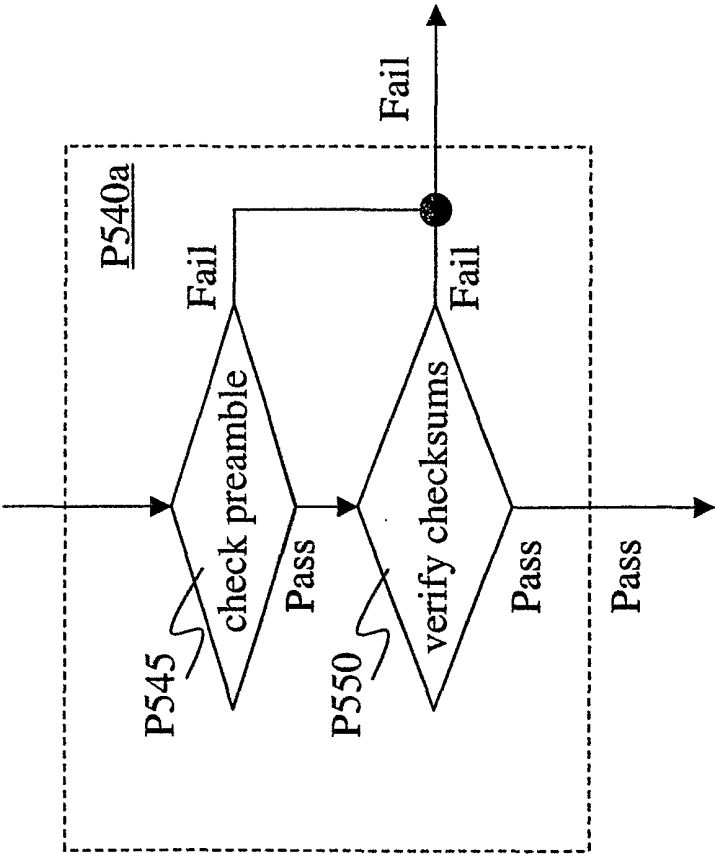 P540a
P545
check preamble
Fail
Pass
P550
verify checksums
Fail
Fail
Pass
Pass